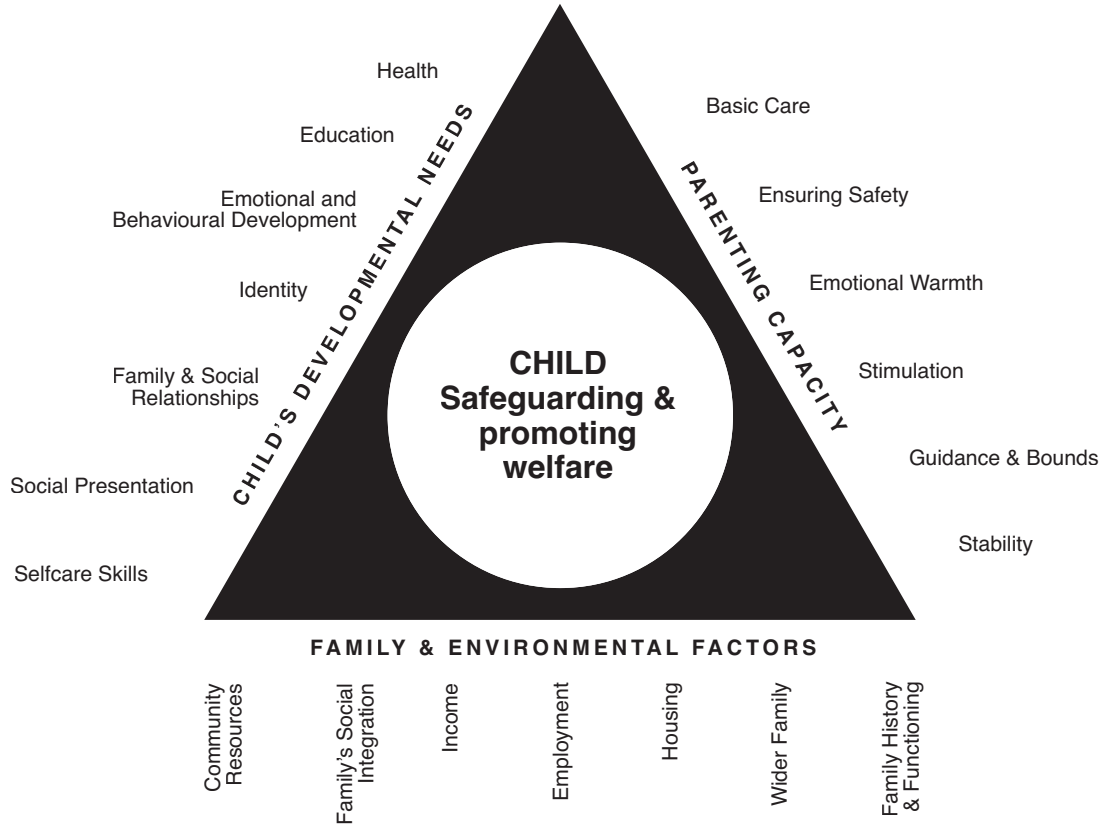 Health
Education
Emotional and
Behavioural Development
Identity
Family & Social
Relationships
Social Presentation
Selfcare Skills
CHILD'S DEVELOPMENTAL NEEDS
CHILD
Safeguarding &
promoting
welfare
PARENTING CAPACITY
Basic Care
Ensuring Safety
Emotional Warmth
Stimulation
Guidance & Bounds
Stability
FAMILY & ENVIRONMENTAL FACTORS
Community
Resources
Family's Social
Integration
Income
Employment
Housing
Wider Family
Family History
& Functioning